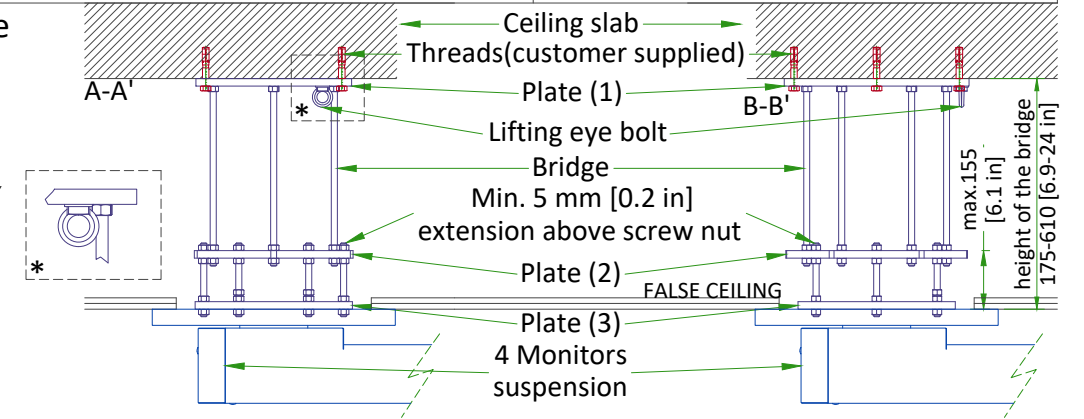 e
Ceiling slab
Threads(customer supplied)
A-A'
Plate (1)
B-B'
*
Lifting eye bolt
Bridge
Min. 5 mm [0.2 in]
extension above screw nut
max.155
[6.1 in]
height of the bridge
175-610 [6.9-24 in]
*
Plate (2)
FALSE CEILING
Plate (3)
4 Monitors
suspension